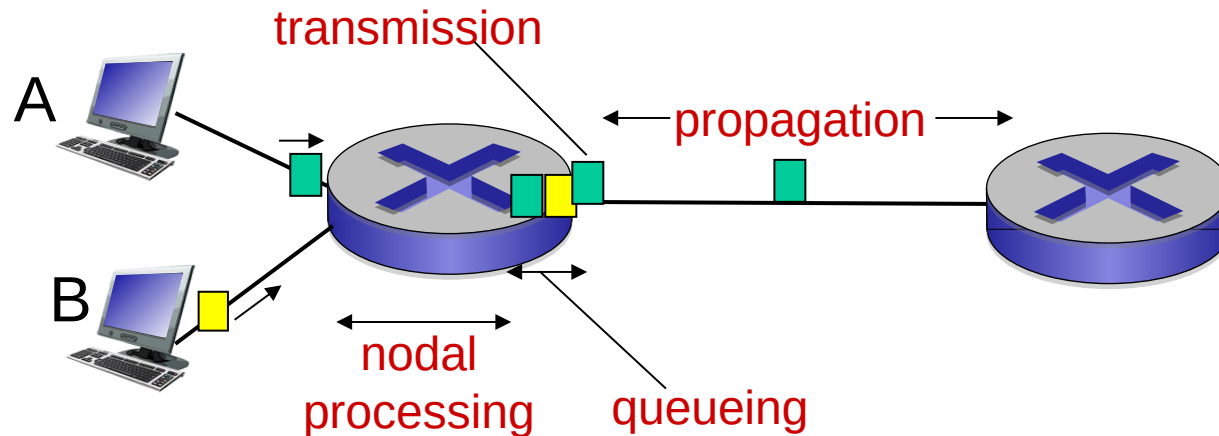 transmission
A
propagation
B
nodal
processing
queueing